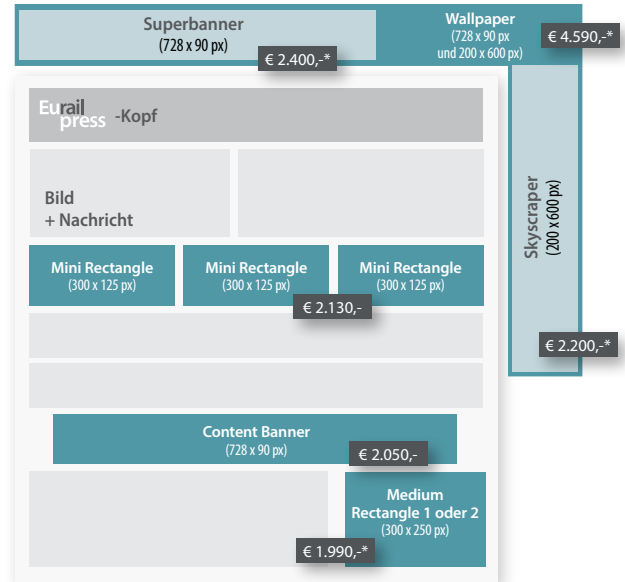 Superbanner
(728 x 90 px)
€ 2.400,-*
Wallpaper
(728 x 90 px
und 200 x 600 px)
€ 4.590,-*
Eurail
press
-Kopf
Bild
+ Nachricht
Skyscraper
(200 x 600 px)
€ 2.200,-*
Mini Rectangle
(300 x 125 px)
Mini Rectangle
(300 x 125 px)
Mini Rectangle
(300 x 125 px)
€ 2.130,-
Content Banner
(728 x 90 px)
€ 2.050,-
Medium
Rectangle 1 oder 2
(300 x 250 px)
€ 1.990,-*